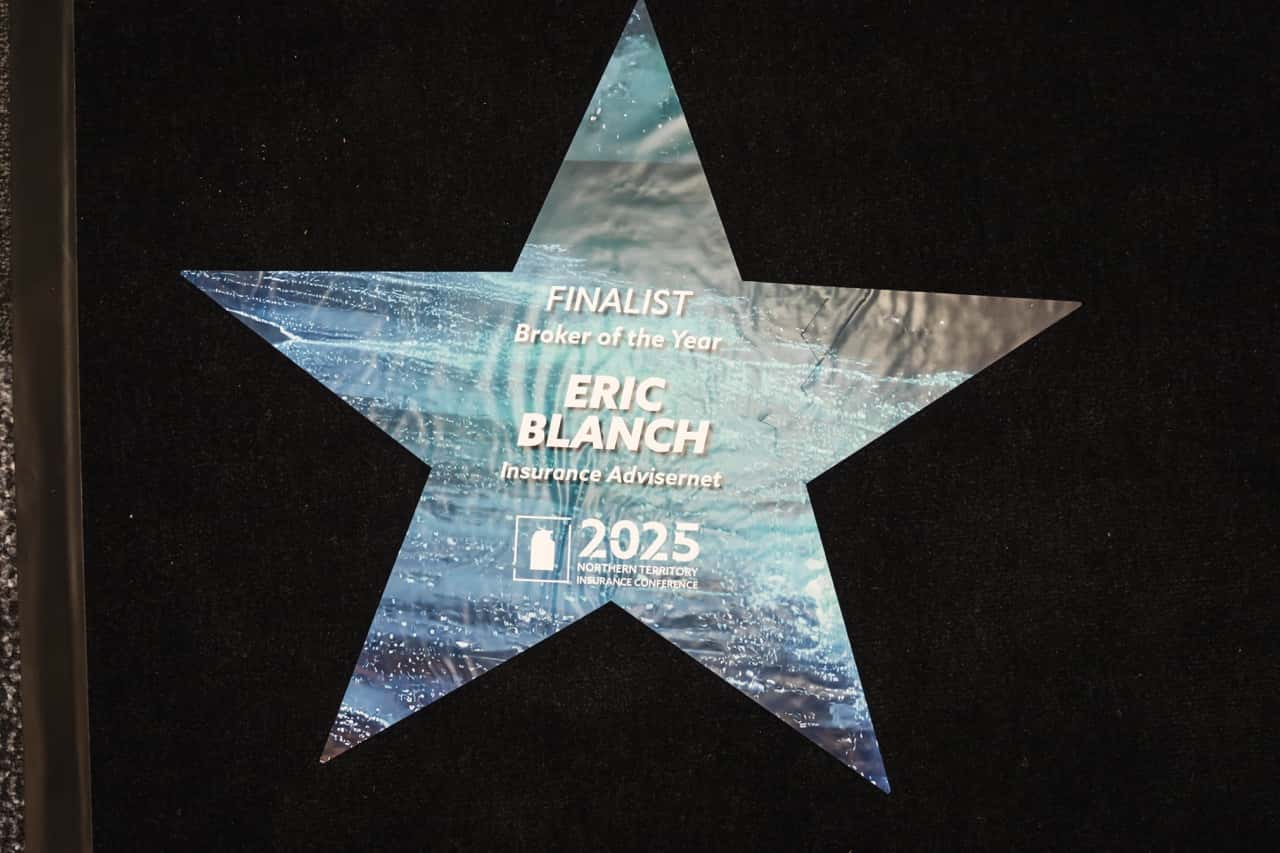 FINALIST
Broker of the Year
ERIC
BLANCH
Insurance Advisernet
2025
NORTHERN TERRITORY
INSURANCE CONFERENCE